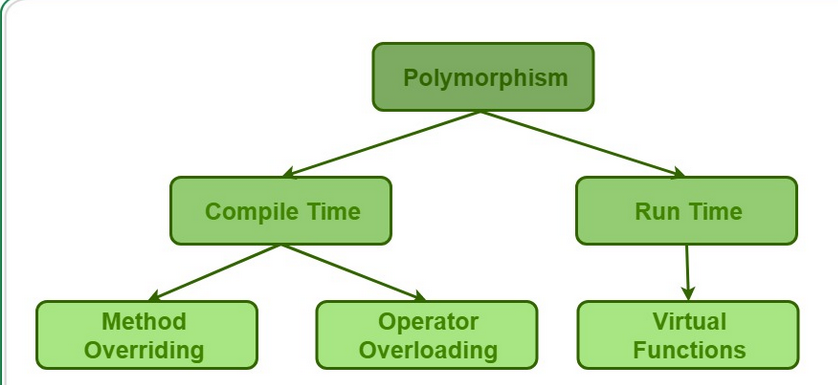 Polymorphism
Compile Time
Run Time
Method
Overriding
Operator
Overloading
Virtual
Functions